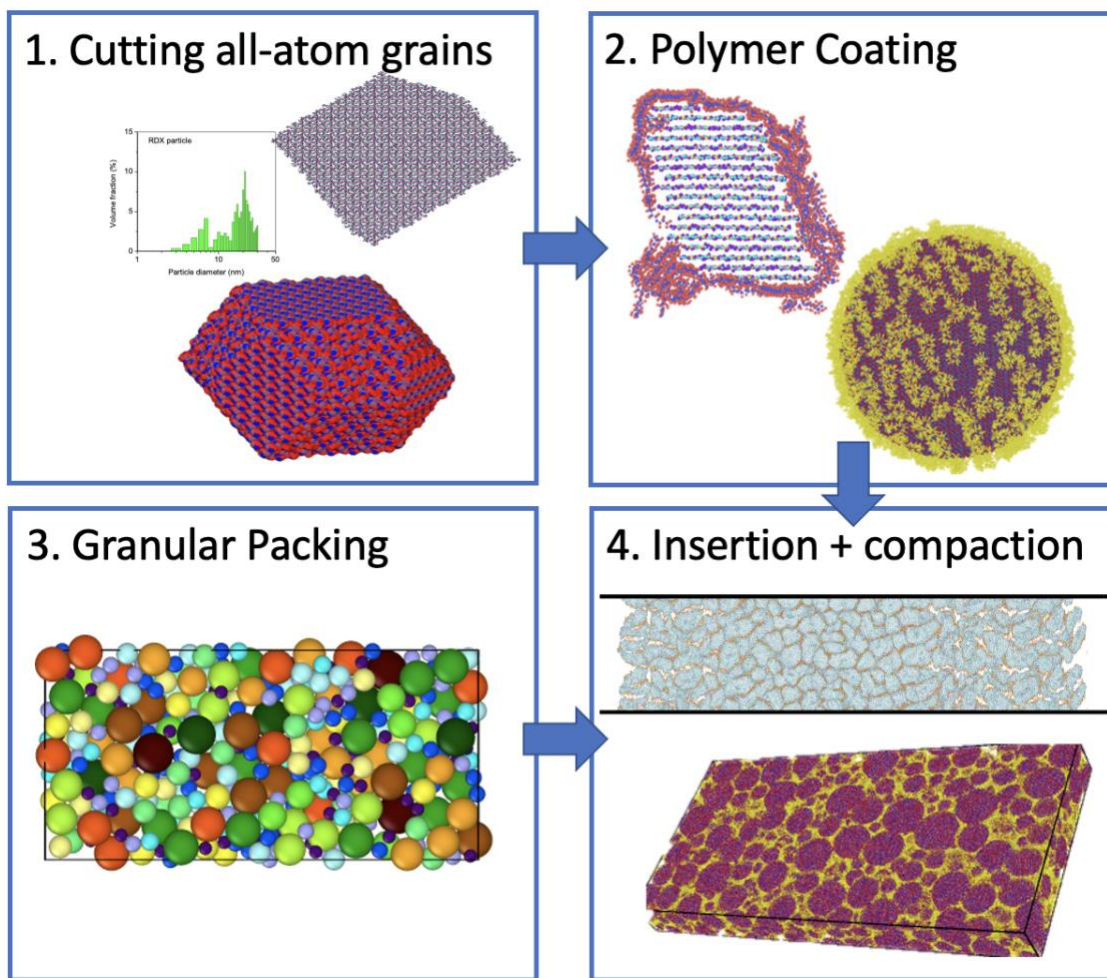 1. Cutting all-atom grains
RDX particle
Volume fraction (%)
15
10
5
0
1
10
50
Particle diameter (nm)
2. Polymer Coating
3. Granular Packing
4. Insertion + compaction